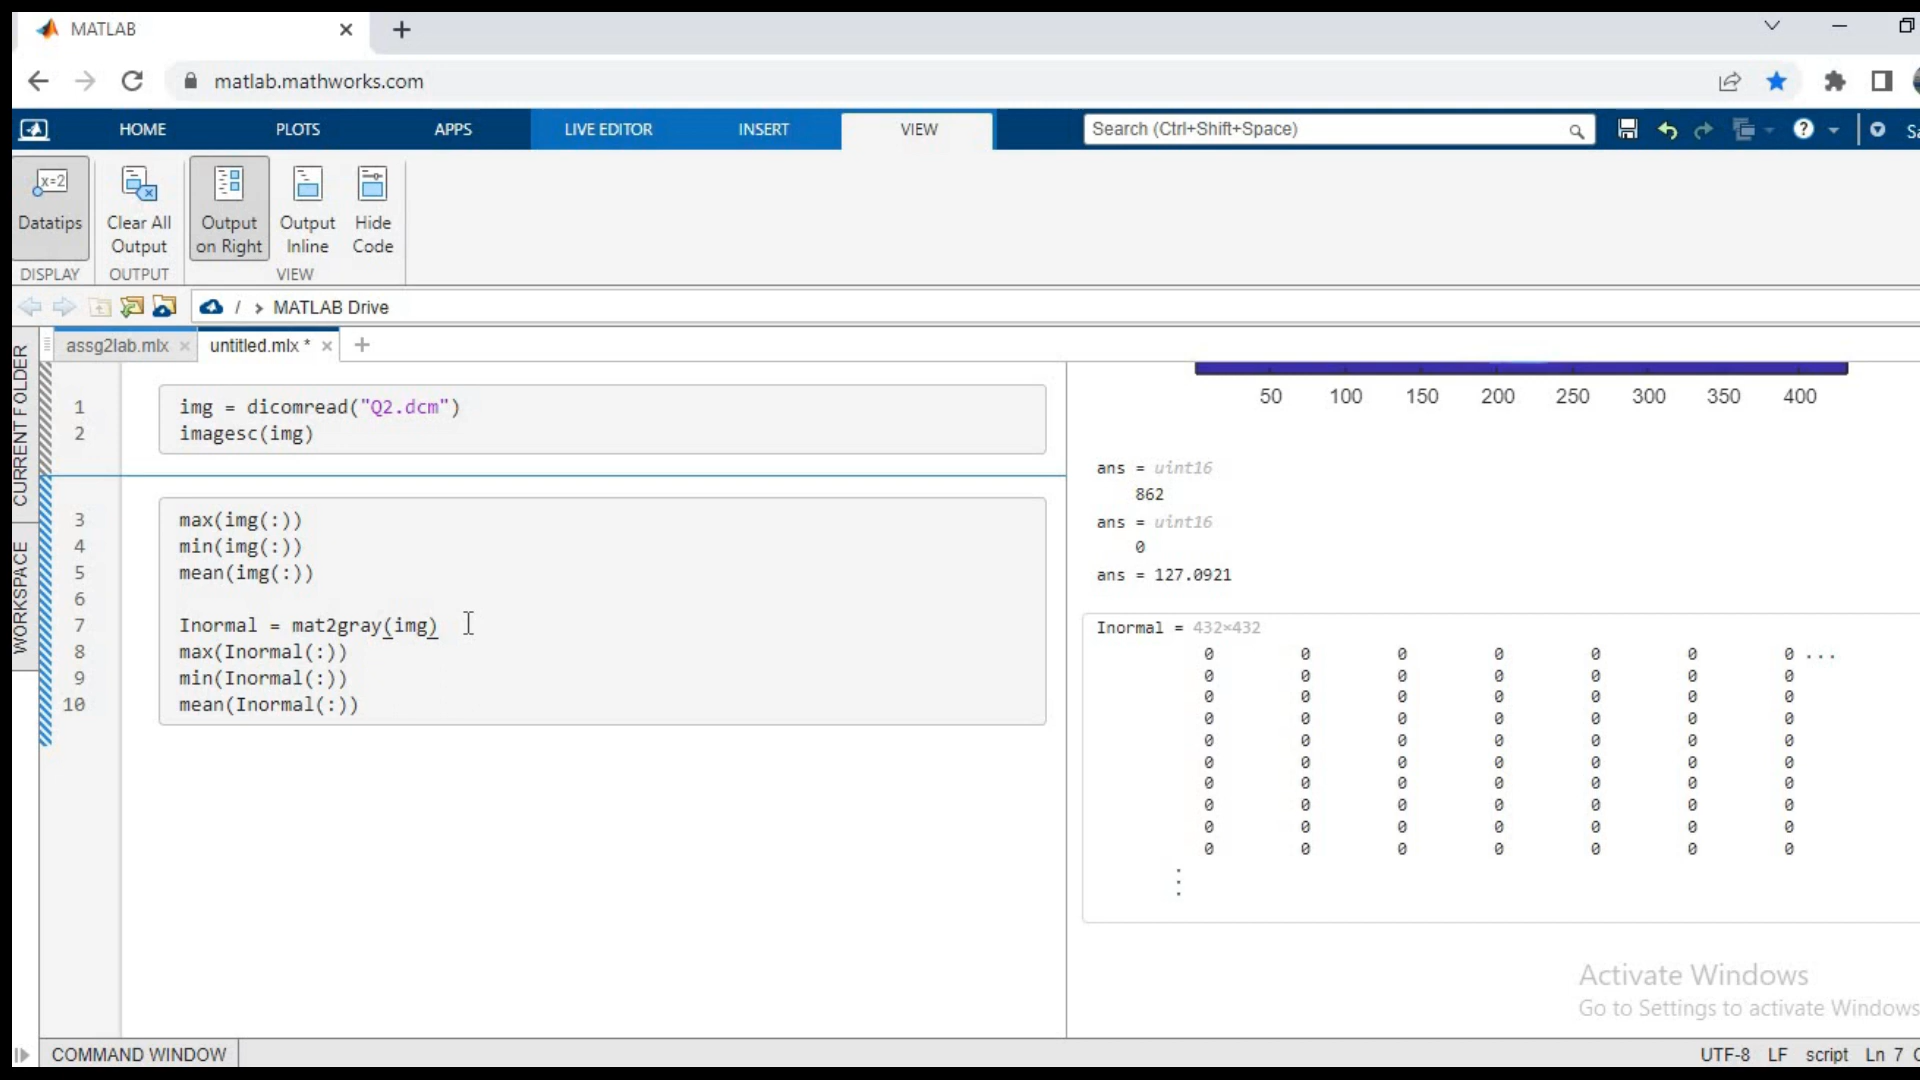 MATLAB
matlab.mathworks.com
HOME PLOTS APPS LIVE EDITOR INSERT VIEW Search (Ctrl+Shift+Space)
x=2
Datatips
Clear All Output
Output on Right
Output Inline
Hide Code
DISPLAY OUTPUT VIEW
/ > MATLAB Drive
assg2lab.mlx untitled.mlx *
CURRENT FOLDER
WORKSPACE
1 img = dicomread("Q2.dcm")
2 imagesc(img)
3 max(img(:))
4 min(img(:))
5 mean(img(:))
6
7 Inormal = mat2gray(img)
8 max(Inormal(:))
9 min(Inormal(:))
10 mean(Inormal(:))
50 100 150 200 250 300 350 400
ans = uint16
862
ans = uint16
0
ans = 127.0921
Inormal = 432×432
0 0 0 0 0 0 0 ...
0 0 0 0 0 0 0
0 0 0 0 0 0 0
0 0 0 0 0 0 0
0 0 0 0 0 0 0
0 0 0 0 0 0 0
0 0 0 0 0 0 0
0 0 0 0 0 0 0
0 0 0 0 0 0 0
0 0 0 0 0 0 0
⋮
Activate Windows
Go to Settings to activate Windows
COMMAND WINDOW
UTF-8 LF script Ln 7